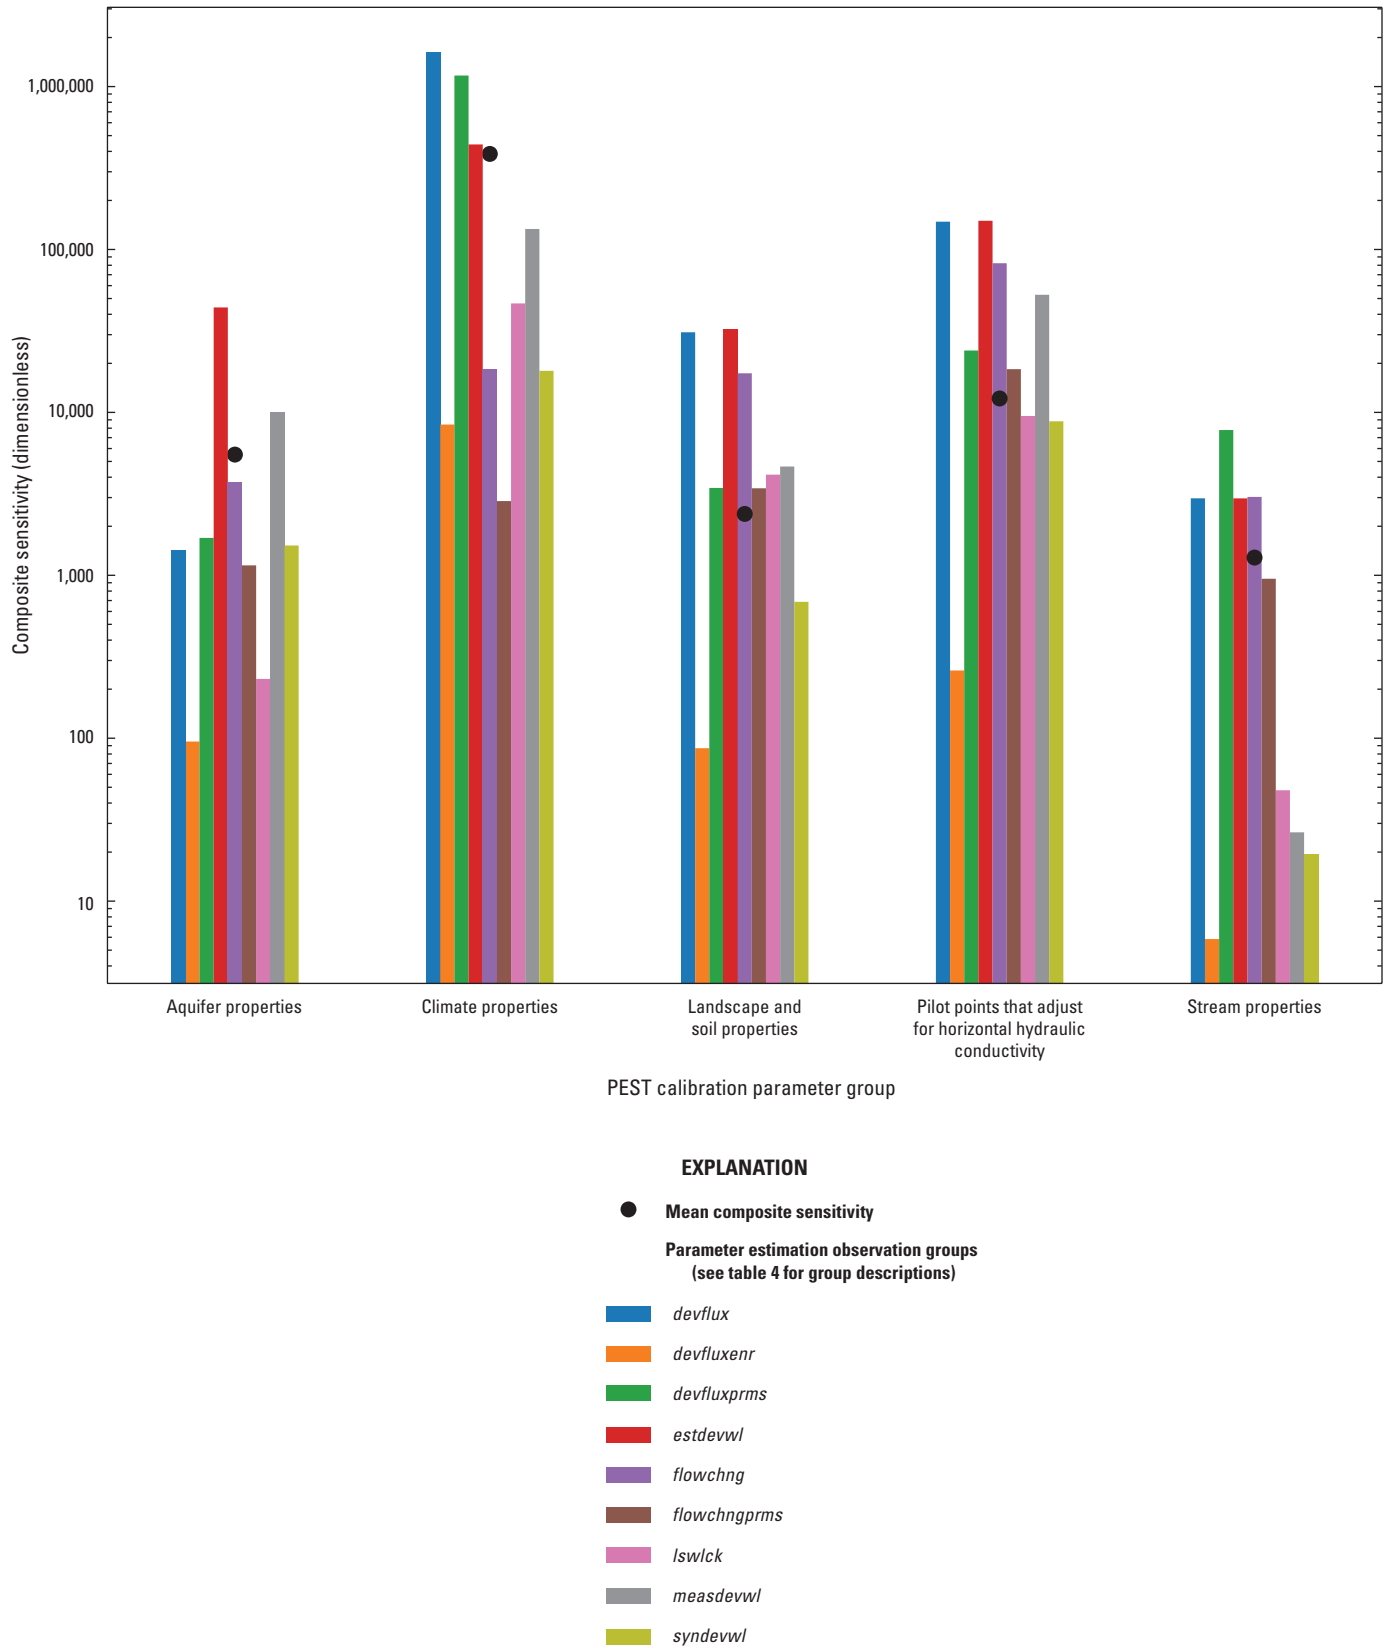 1,000,000
100,000
10,000
1,000
100
10
Composite sensitivity (dimensionless)
Aquifer properties
Climate properties
Landscape and
soil properties
Pilot points that adjust
for horizontal hydraulic
conductivity
Stream properties
PEST calibration parameter group
EXPLANATION
Mean composite sensitivity
Parameter estimation observation groups
(see table 4 for group descriptions)
devflux
devfluxenr
devfluxprms
estdevwl
flowchng
flowchngprms
lswlck
measdevwl
syndevwl